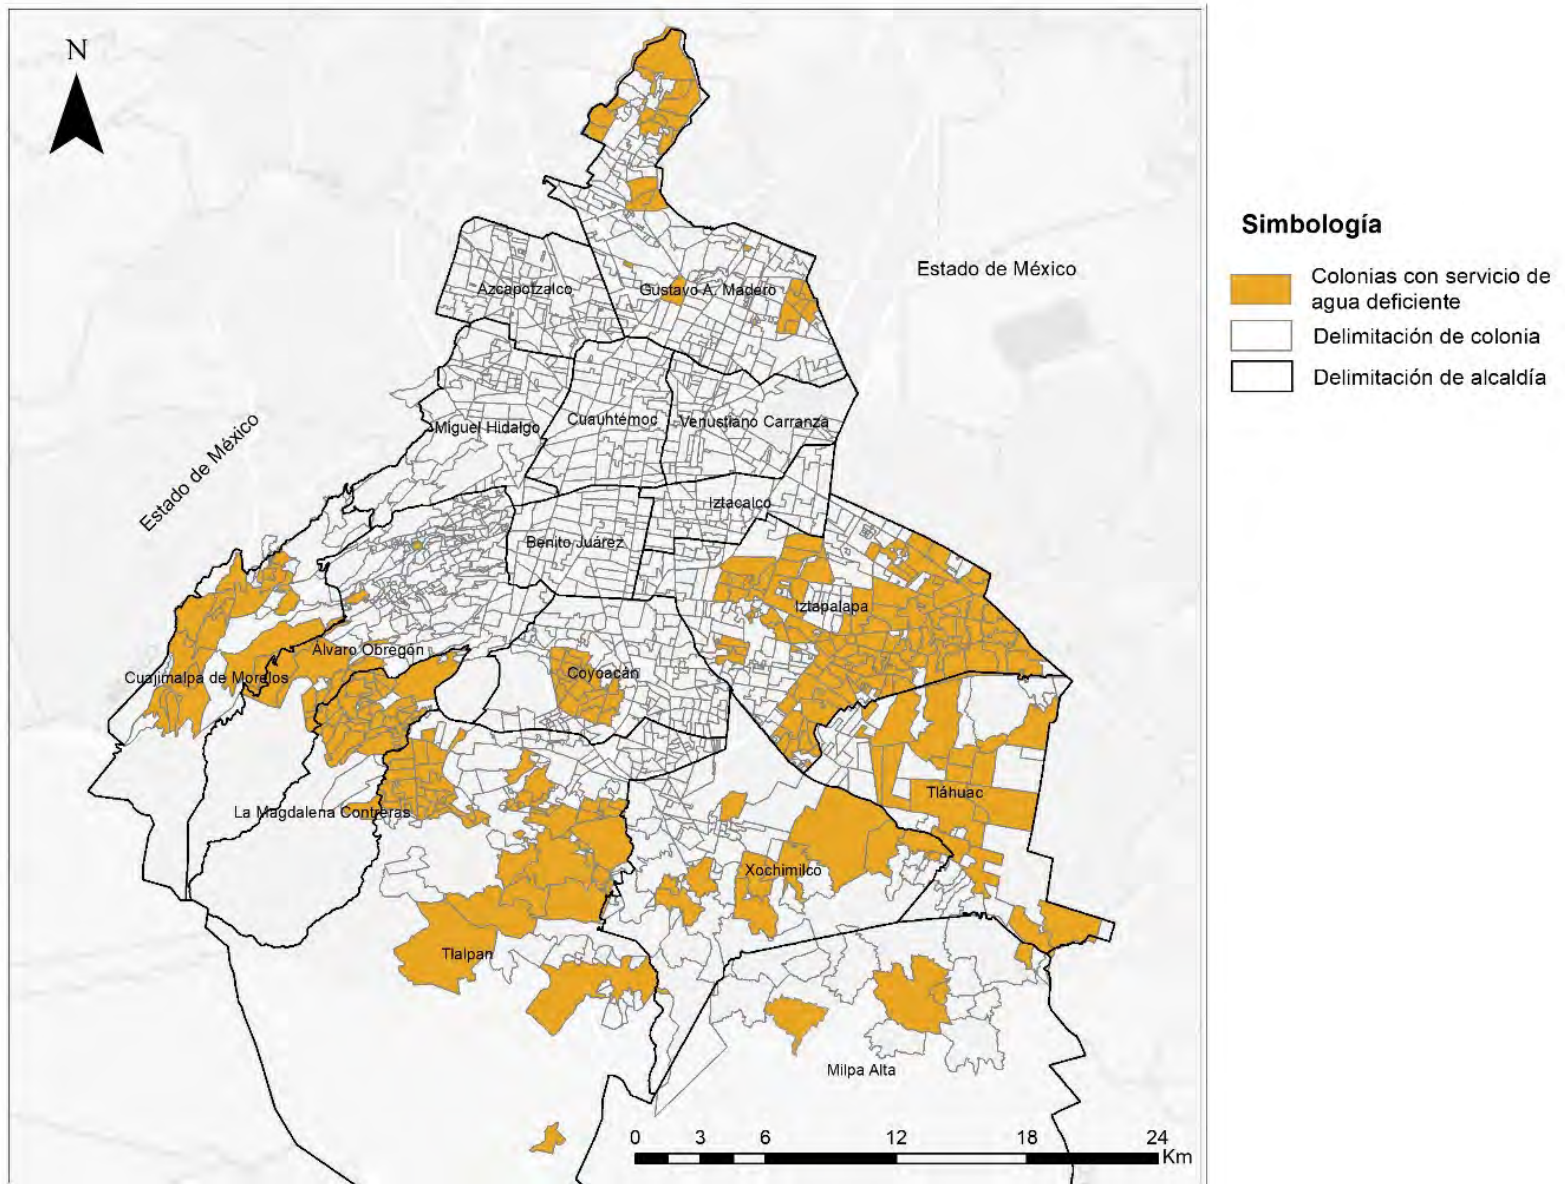 N
Estado de México
Estado de México
Azcapotzalco
Gustavo A. Madero
Miguel Hidalgo
Cuauhtémoc
Venustiano Carranza
Iztacalco
Benito Juárez
Iztapalapa
Álvaro Obregón
Cuajimalpa de Morelos
Coyoacán
La Magdalena Contreras
Tláhuac
Xochimilco
Tlalpan
Milpa Alta
0 3 6 12 18 24
Km
Simbología
Colonias con servicio de
agua deficiente
Delimitación de colonia
Delimitación de alcaldía